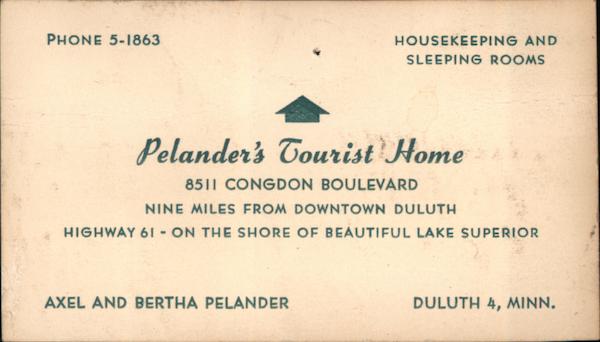 PHONE 5-1863
HOUSEKEEPING AND
SLEEPING ROOMS
Pelander's Tourist Home
8511 CONGDON BOULEVARD
NINE MILES FROM DOWNTOWN DULUTH
HIGHWAY 61 - ON THE SHORE OF BEAUTIFUL LAKE SUPERIOR
AXEL AND BERTHA PELANDER
DULUTH 4, MINN.